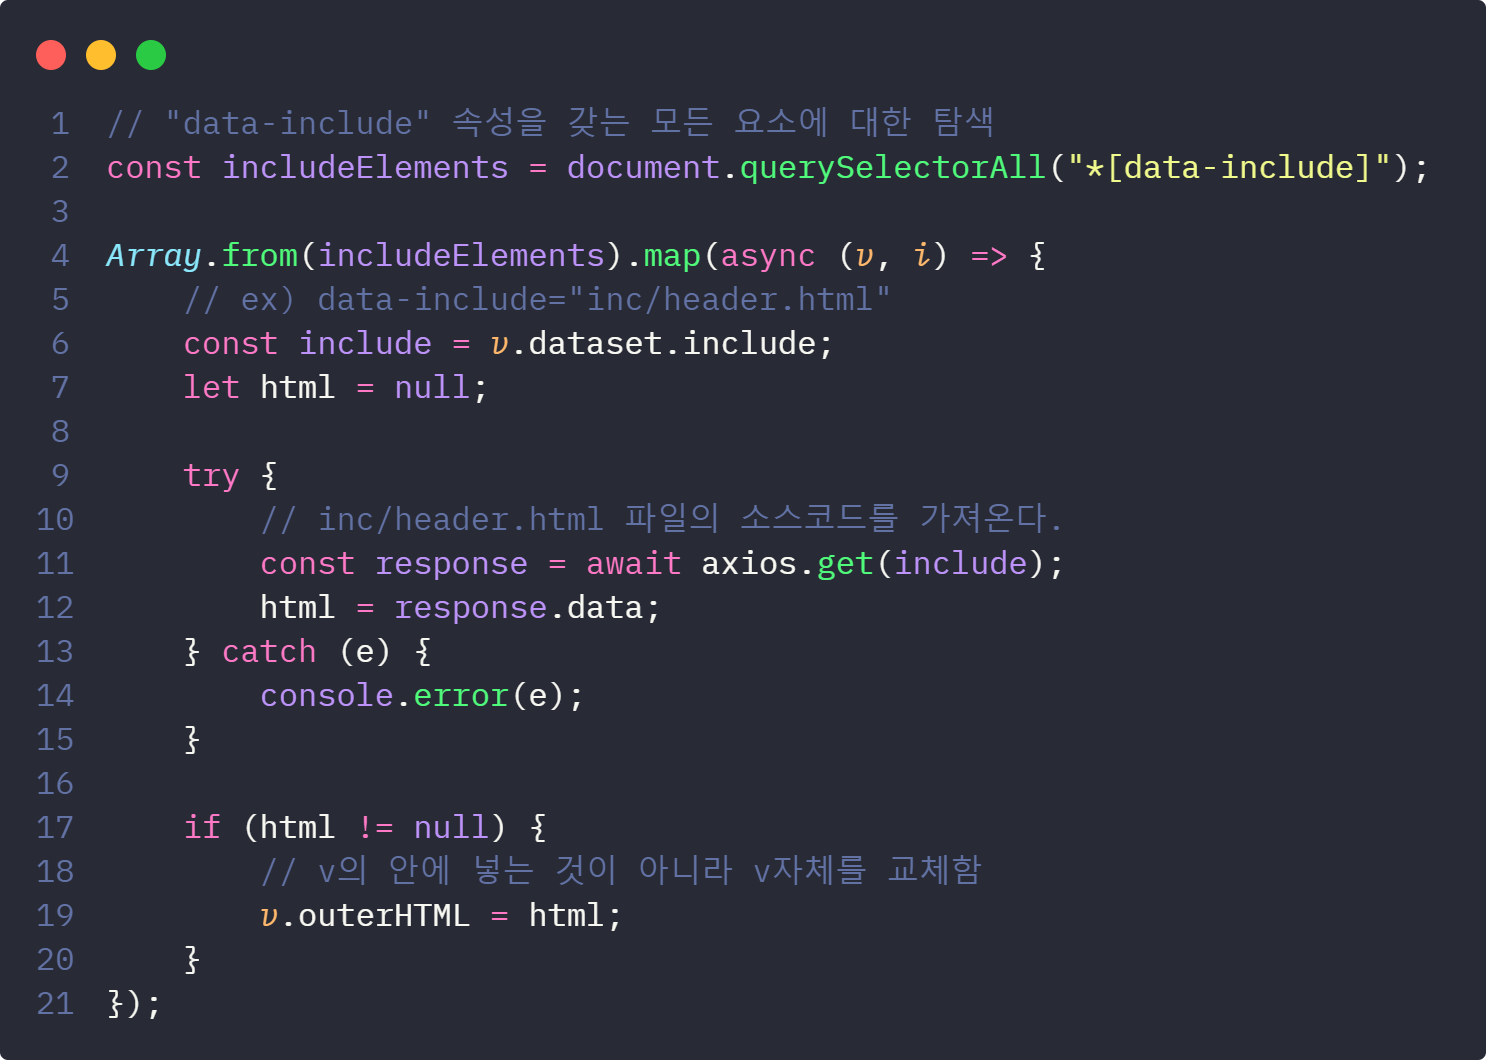 1 // "data-include" 속성을 갖는 모든 요소에 대한 탐색
2 const includeElements = document.querySelectorAll("*[data-include]");
3
4 Array.from(includeElements).map(async (v, i) => {
5     // ex) data-include="inc/header.html"
6     const include = v.dataset.include;
7     let html = null;
8
9     try {
10         // inc/header.html 파일의 소스코드를 가져온다.
11         const response = await axios.get(include);
12         html = response.data;
13     } catch (e) {
14         console.error(e);
15     }
16
17     if (html != null) {
18         // v의 안에 넣는 것이 아니라 v자체를 교체함
19         v.outerHTML = html;
20     }
21 });